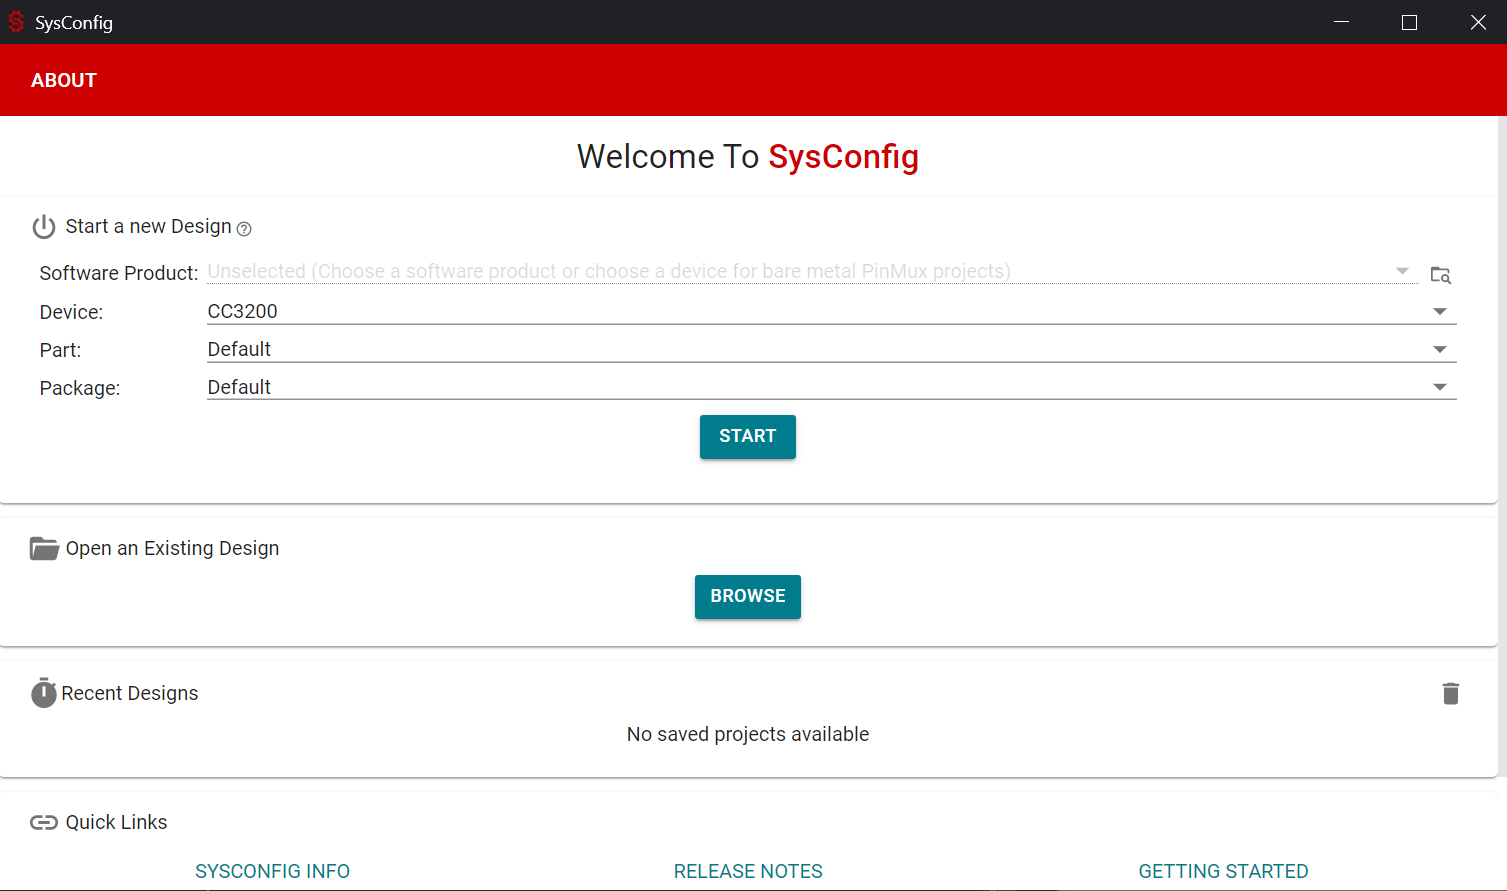 SysConfig
ABOUT
Welcome To SysConfig
Start a new Design
Software Product: Unselected (Choose a software product or choose a device for bare metal PinMux projects)
Device: CC3200
Part: Default
Package: Default
START
Open an Existing Design
BROWSE
Recent Designs
No saved projects available
Quick Links
SYSCONFIG INFO RELEASE NOTES GETTING STARTED